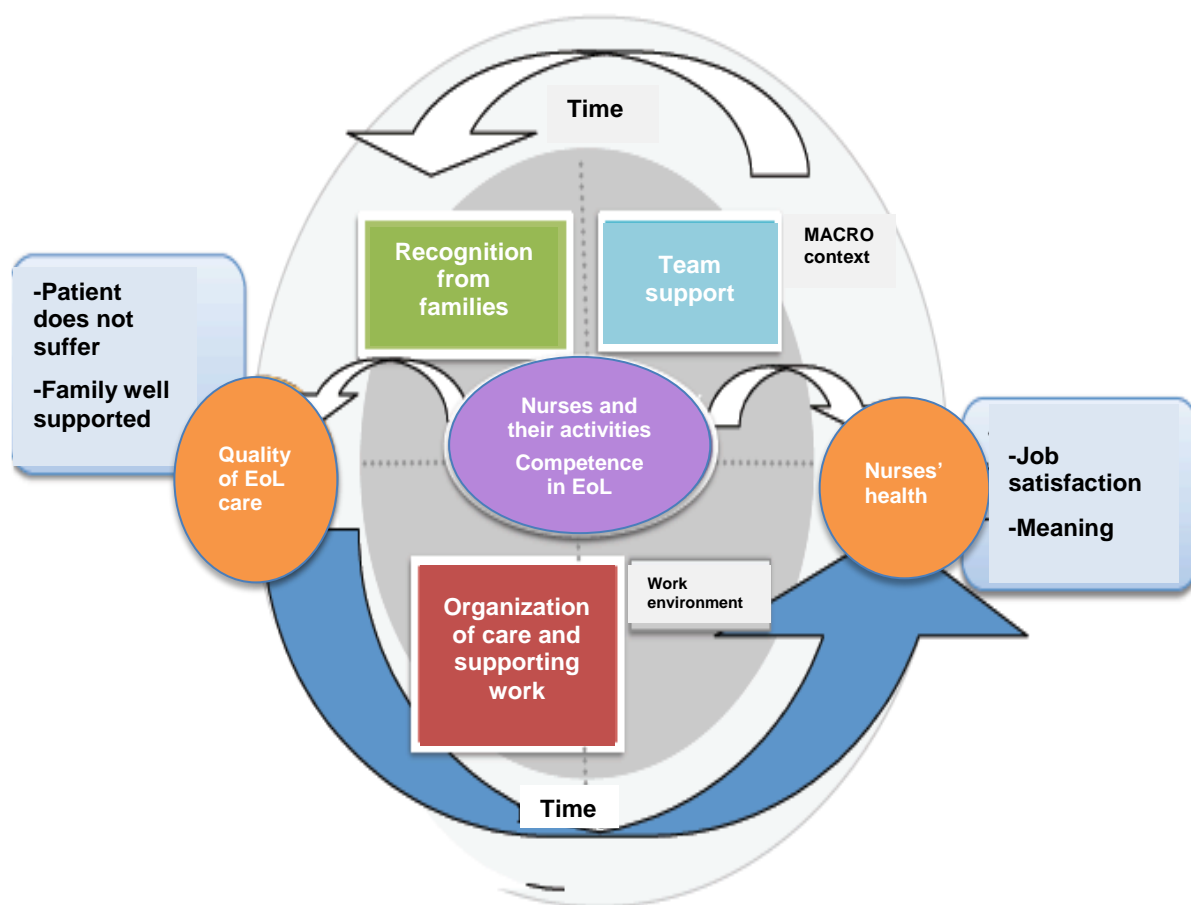 Time
Recognition
from
families
Team
support
MACRO
context
-Patient
does not
suffer
-Family well
supported
Quality
of EoL
care
Nurses and
their activities
Competence
in EoL
Nurses’
health
-Job
satisfaction
-Meaning
Organization
of care and
supporting
work
Work
environment
Time